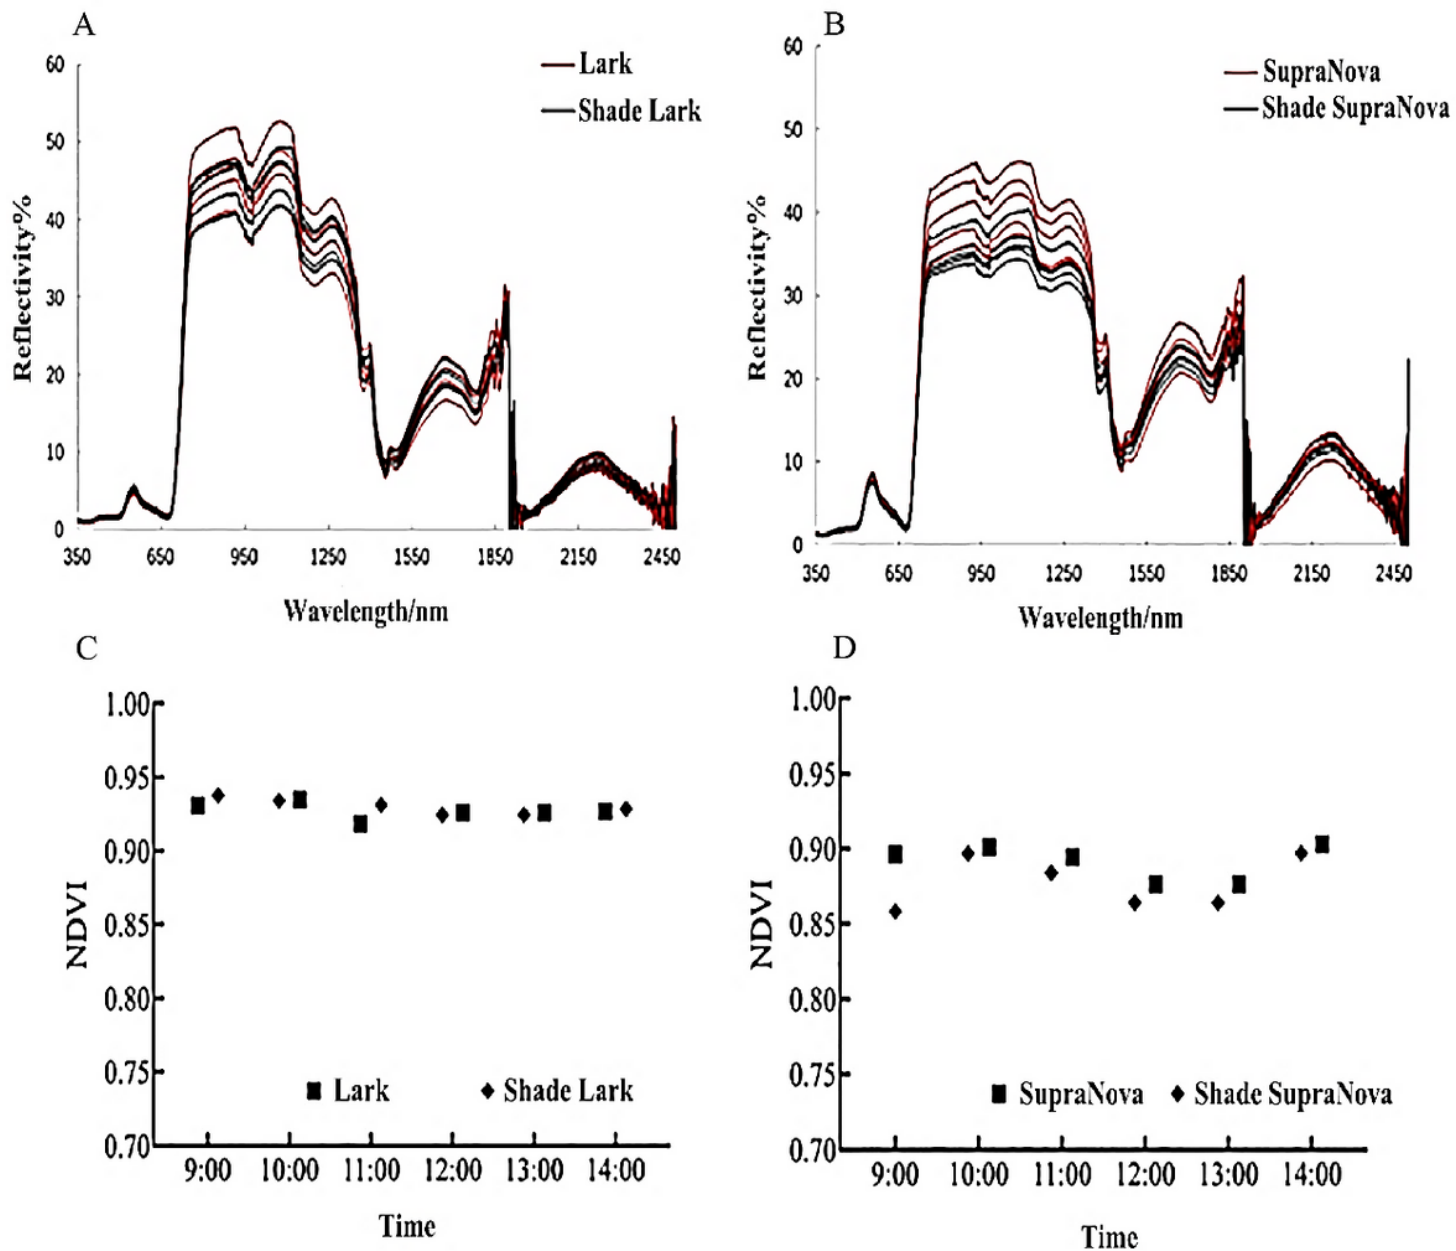 A
Lark
Shade Lark
Reflectivity%
60
50
40
30
20
10
0
350 650 950 1250 1550 1850 2150 2450
Wavelength/nm
B
SupraNova
Shade SupraNova
Reflectivity%
60
50
40
30
20
10
0
350 650 950 1250 1550 1850 2150 2450
Wavelength/nm
C
NDVI
1.00
0.95
0.90
0.85
0.80
0.75
0.70
Lark Shade Lark
9:00 10:00 11:00 12:00 13:00 14:00
Time
D
NDVI
1.00
0.95
0.90
0.85
0.80
0.75
0.70
SupraNova Shade SupraNova
9:00 10:00 11:00 12:00 13:00 14:00
Time